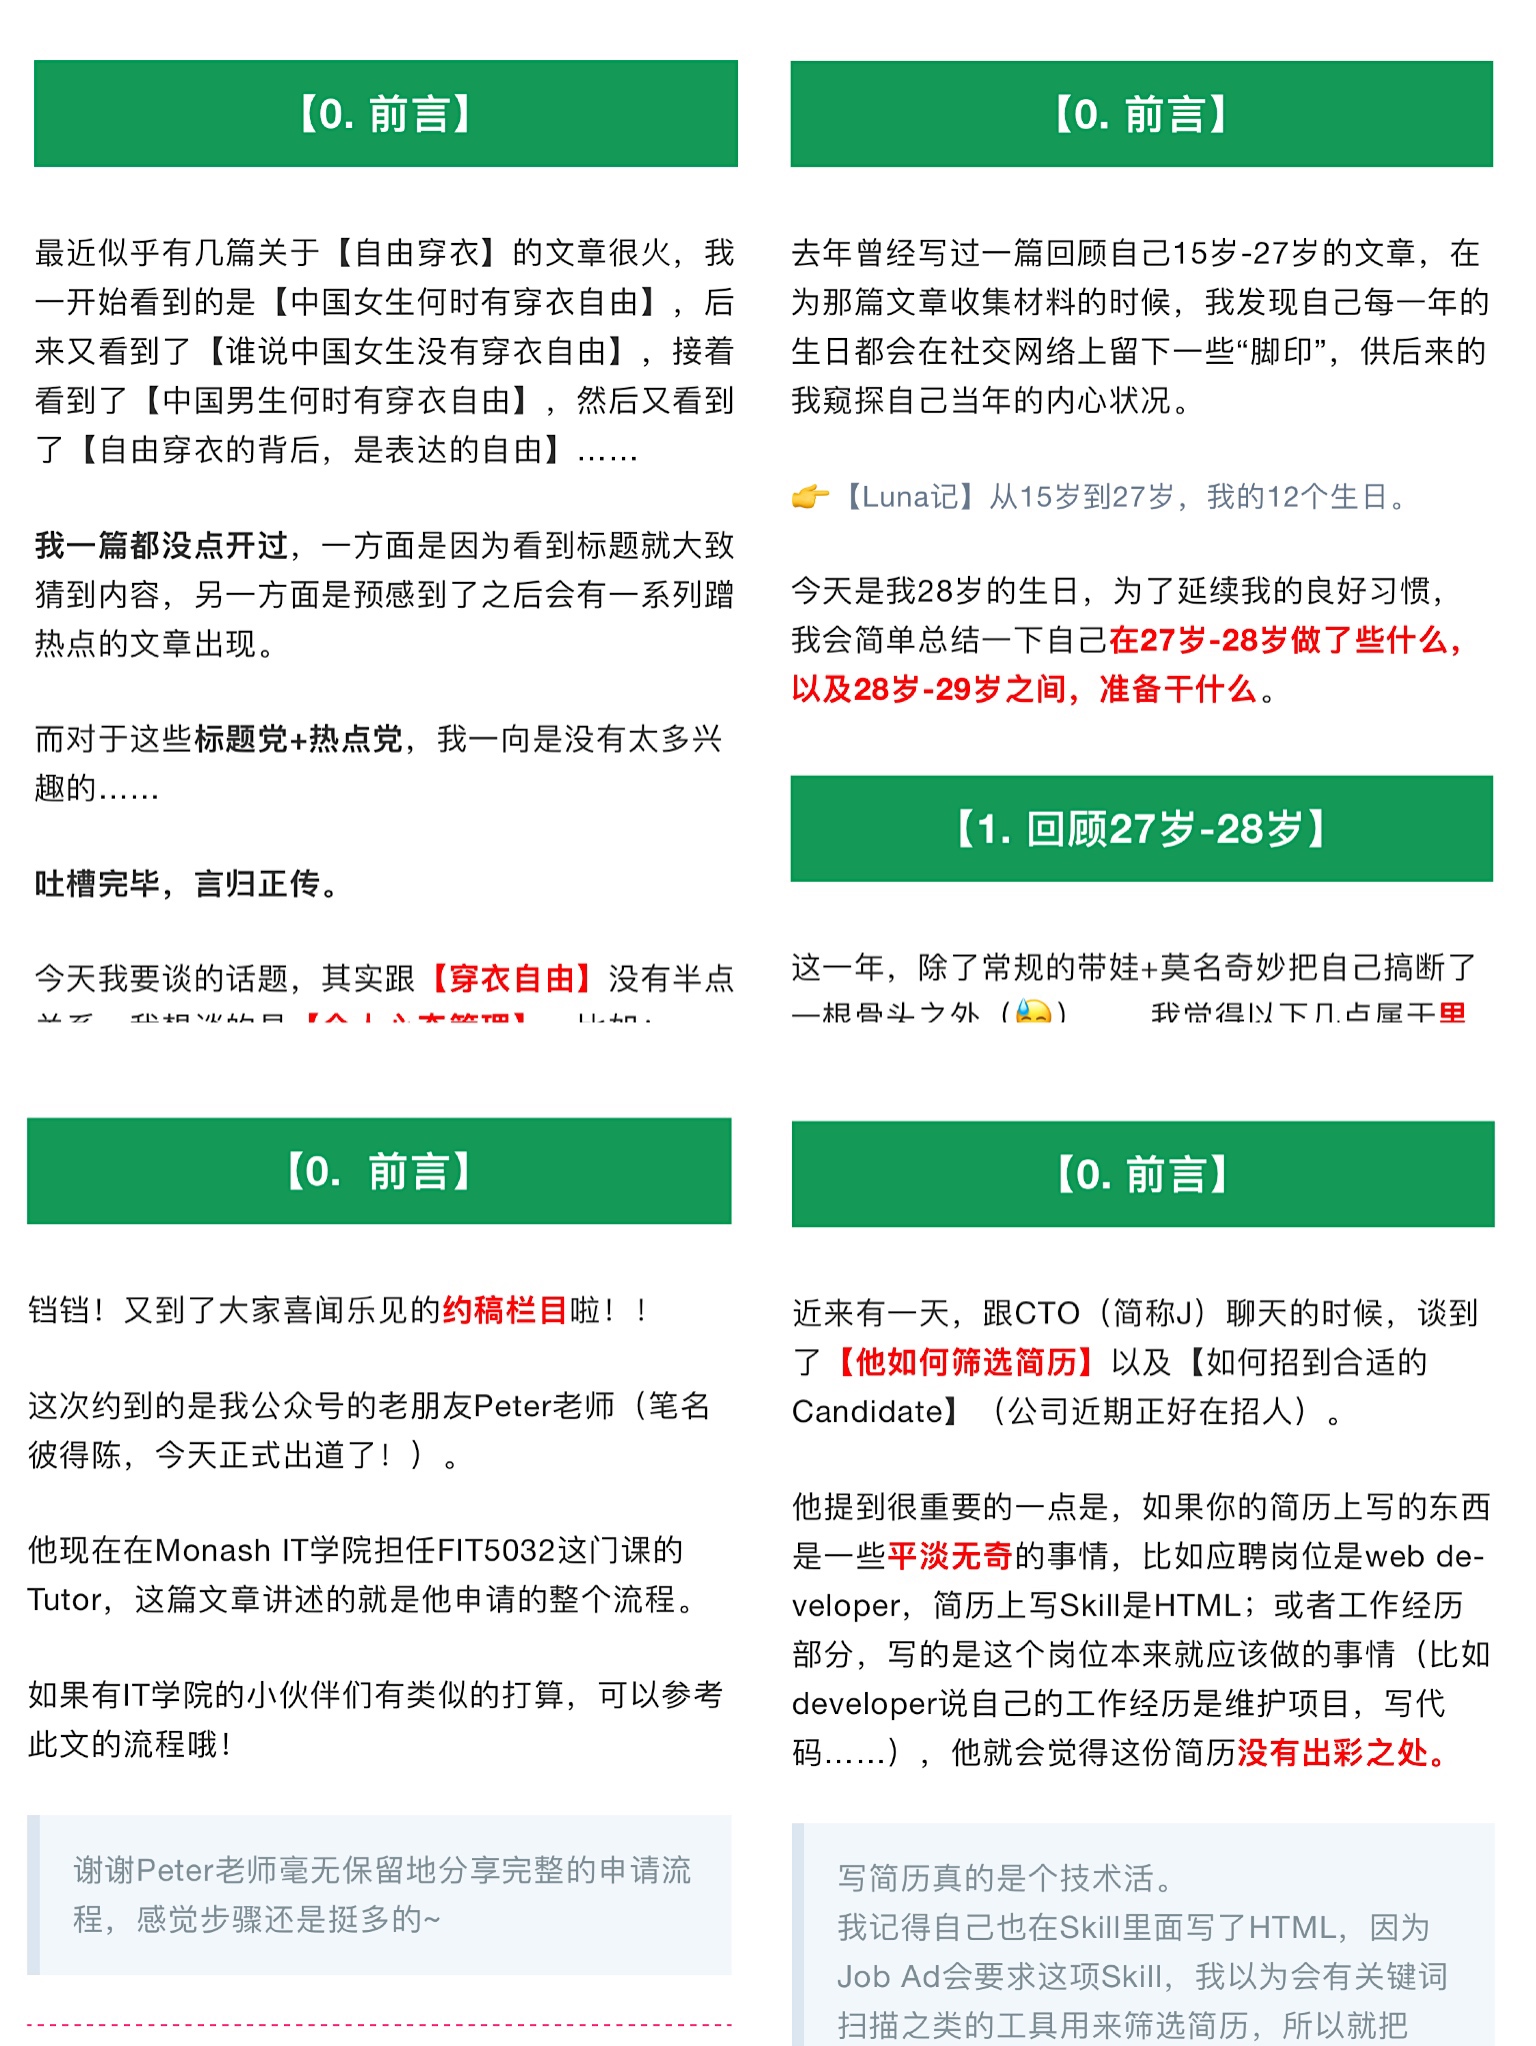 【0. 前言】
最近似乎有几篇关于【自由穿衣】的文章很火，我
一开始看到的是【中国女生何时有穿衣自由】，后
来又看到了【谁说中国女生没有穿衣自由】，接着
看到了【中国男生何时有穿衣自由】，然后又看到
了【自由穿衣的背后，是表达的自由】……
我一篇都没点开过，一方面是因为看到标题就大致
猜到内容，另一方面是预感到了之后会有一系列蹭
热点的文章出现。
而对于这些标题党+热点党，我一向是没有太多兴
趣的……
吐槽完毕，言归正传。
今天我要谈的话题，其实跟【穿衣自由】没有半点
【0. 前言】
去年曾经写过一篇回顾自己15岁-27岁的文章，在
为那篇文章收集材料的时候，我发现自己每一年的
生日都会在社交网络上留下一些“脚印”，供后来的
我窥探自己当年的内心状况。
👉【Luna记】从15岁到27岁，我的12个生日。
今天是我28岁的生日，为了延续我的良好习惯，
我会简单总结一下自己在27岁-28岁做了些什么，
以及28岁-29岁之间，准备干什么。
【1. 回顾27岁-28岁】
这一年，除了常规的带娃+莫名奇妙把自己搞断了
一根骨头之外（😅） 我觉得以下几点属于里
【0. 前言】
铛铛！又到了大家喜闻乐见的约稿栏目啦！！
这次约到的是我公众号的老朋友Peter老师（笔名
彼得陈，今天正式出道了！）。
他现在在Monash IT学院担任FIT5032这门课的
Tutor，这篇文章讲述的就是他申请的整个流程。
如果有IT学院的小伙伴们有类似的打算，可以参考
此文的流程哦！
谢谢Peter老师毫无保留地分享完整的申请流
程，感觉步骤还是挺多的~
【0. 前言】
近来有一天，跟CTO（简称J）聊天的时候，谈到
了【他如何筛选简历】以及【如何招到合适的
Candidate】（公司近期正好在招人）。
他提到很重要的一点是，如果你的简历上写的东西
是一些平淡无奇的事情，比如应聘岗位是web de-
veloper，简历上写Skill是HTML；或者工作经历
部分，写的是这个岗位本来就应该做的事情（比如
developer说自己的工作经历是维护项目，写代
码……），他就会觉得这份简历没有出彩之处。
写简历真的是个技术活。
我记得自己也在Skill里面写了HTML，因为
Job Ad会要求这项Skill，我以为会有关键词
扫描之类的工具用来筛选简历，所以就把